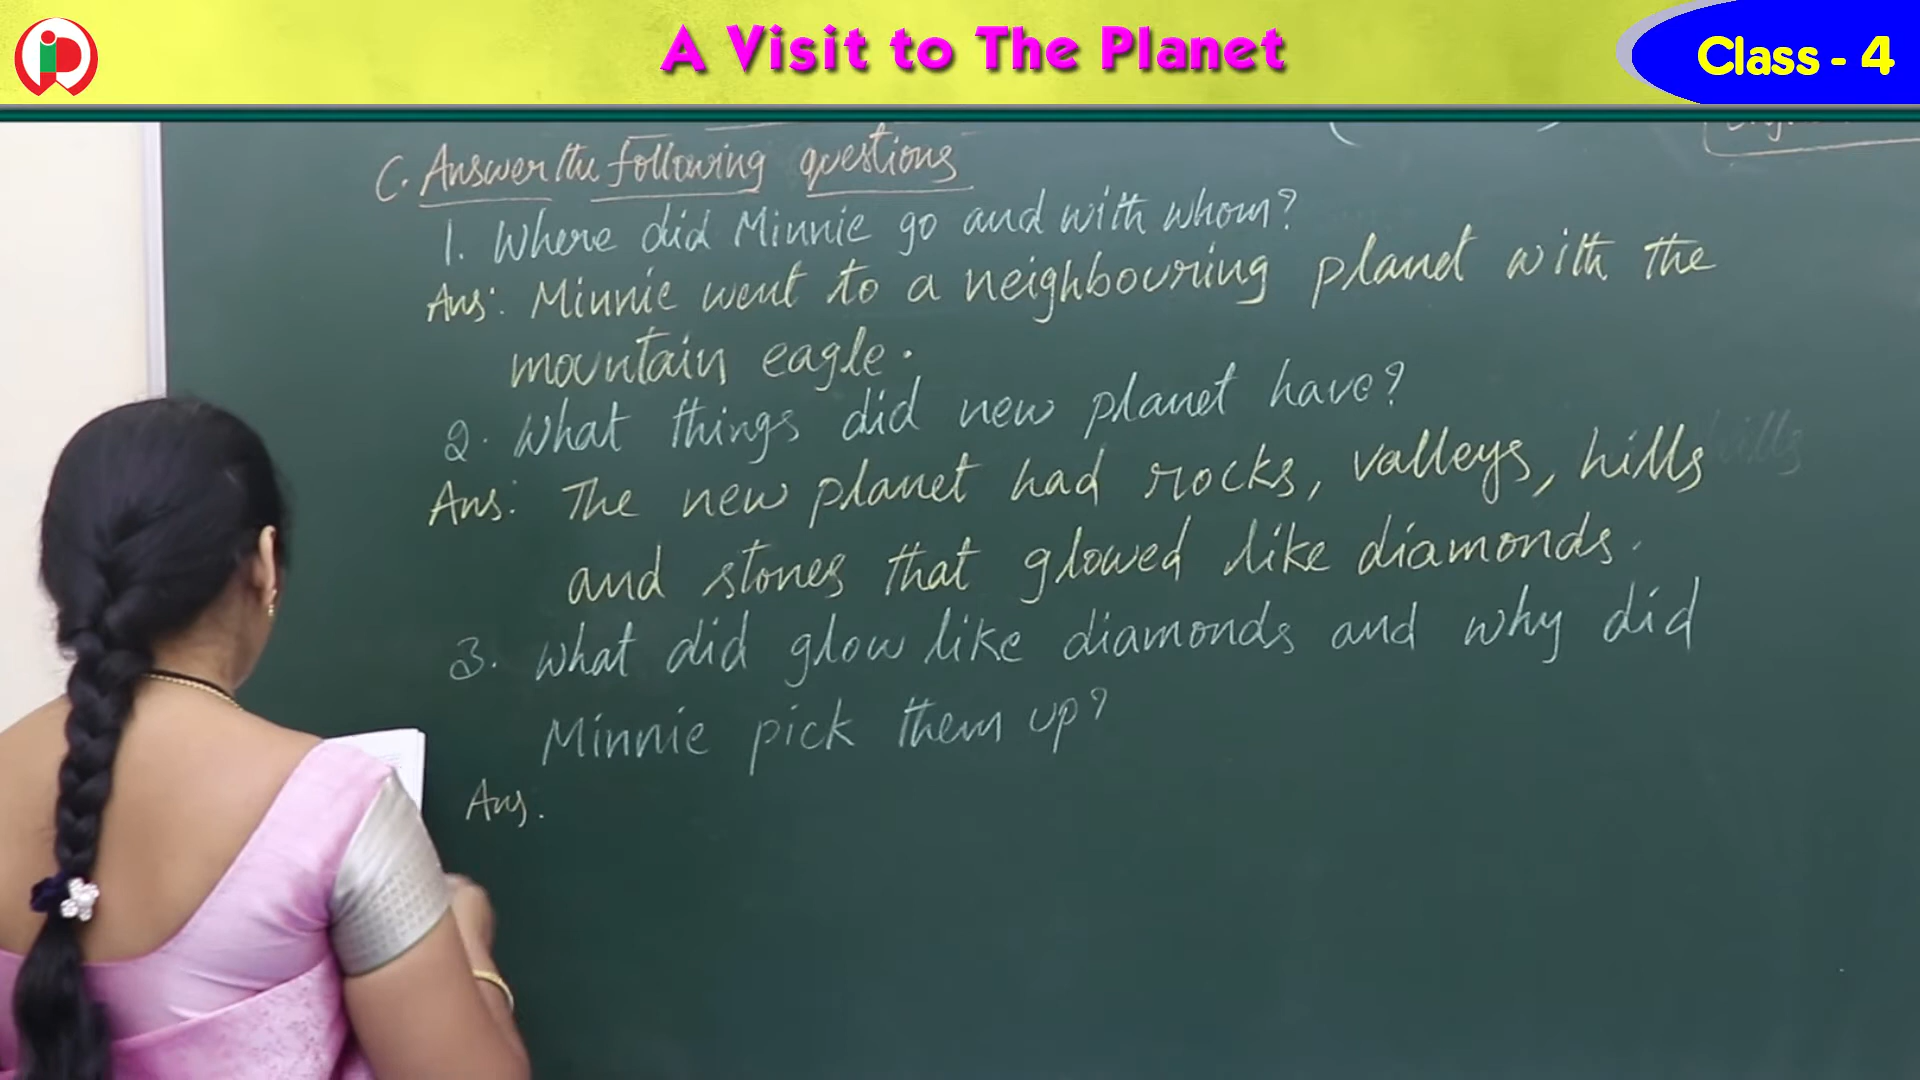 A Visit to The Planet
Class - 4
C. Answer the following questions
1. Where did Minnie go and with whom?
Ans: Minnie went to a neighbouring planet with the
mountain eagle.
2. What things did new planet have?
Ans: The new planet had rocks, valleys, hills
hills
and stones that glowed like diamonds.
3. What did glow like diamonds and why did
Minnie pick them up?
Ans.